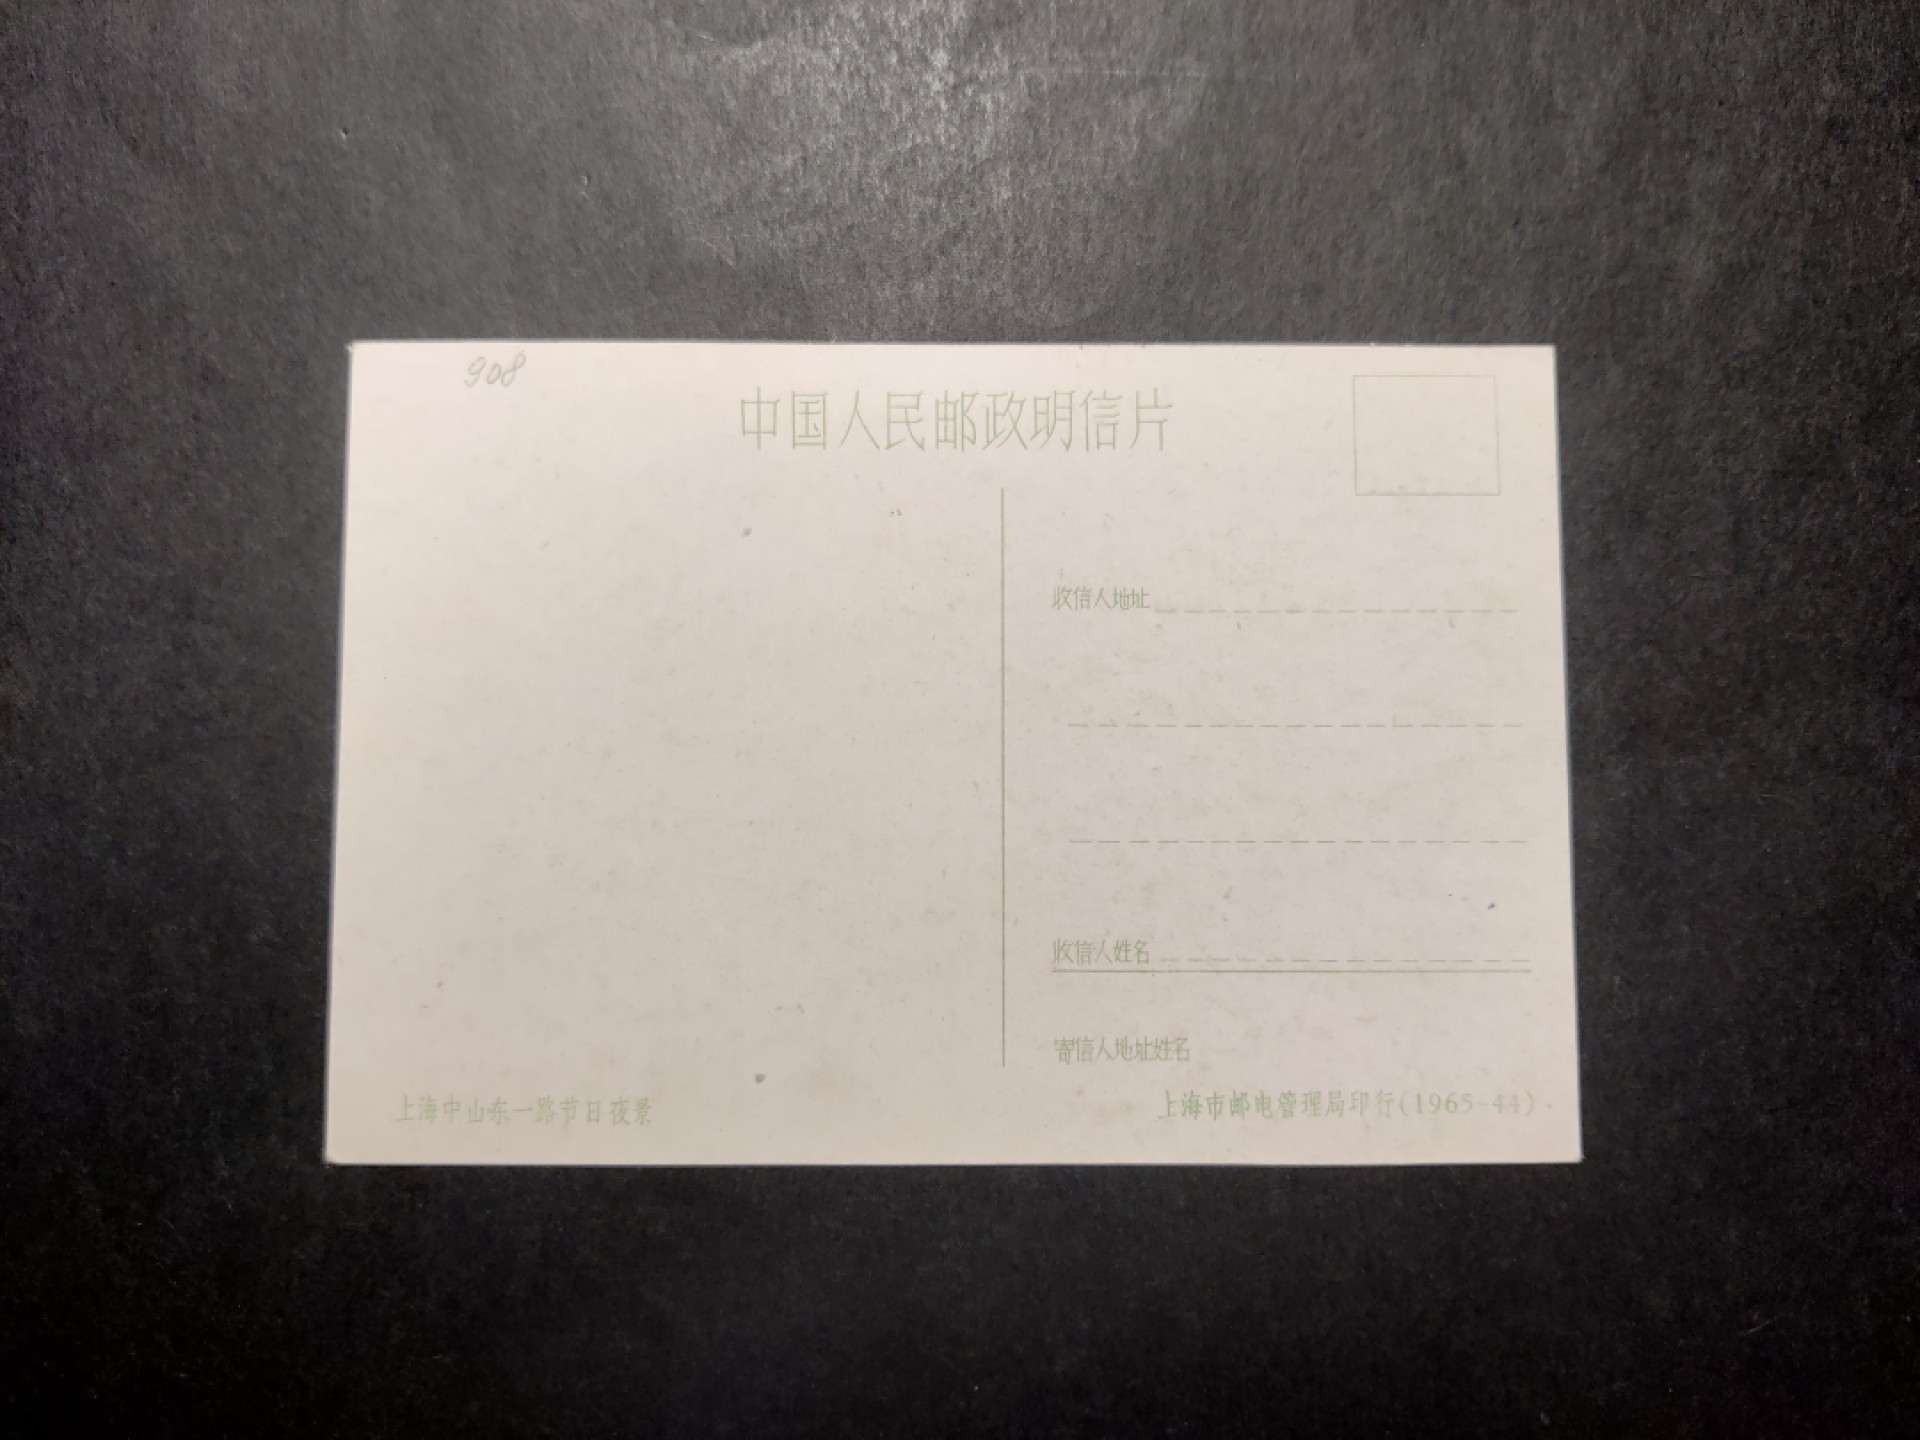 908
中国人民邮政明信片
收信人地址
收信人姓名
寄信人地址姓名
上海中山东一路节日夜景
上海市邮电管理局印行(1965-44)